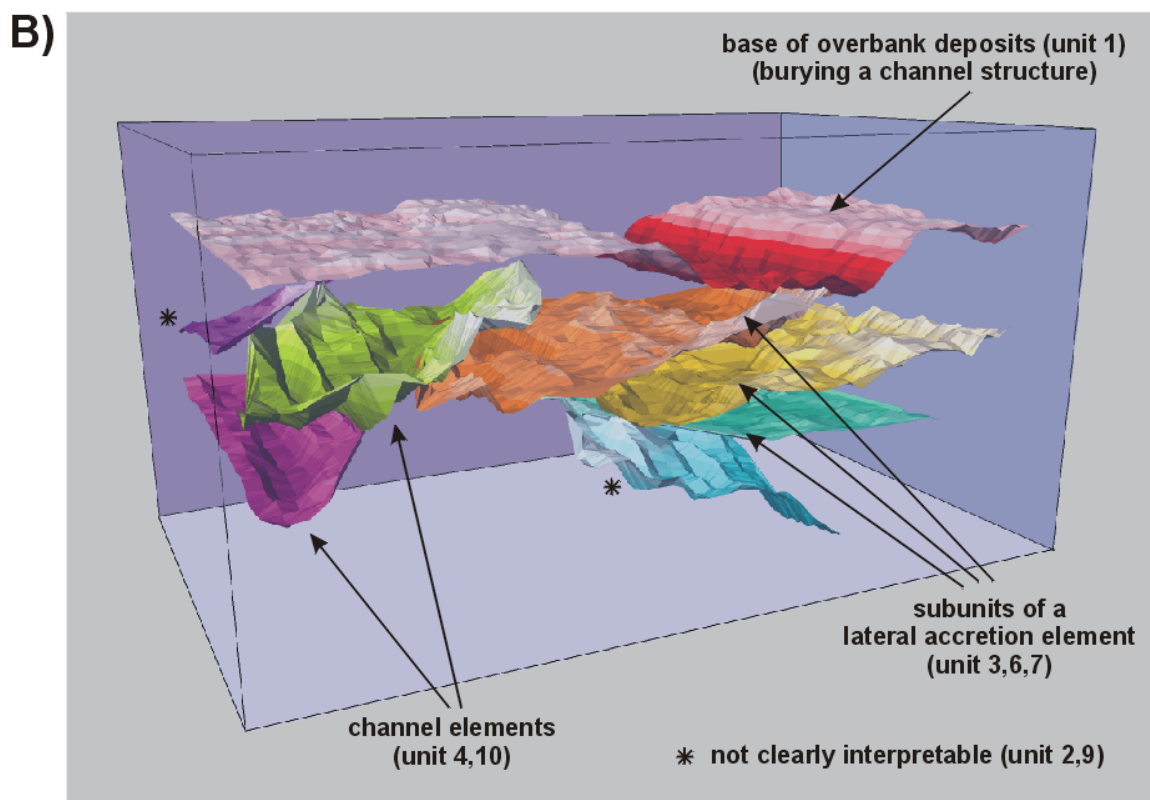 B)
base of overbank deposits (unit 1)
(burying a channel structure)
*
*
subunits of a
lateral accretion element
(unit 3,6,7)
channel elements
(unit 4,10)
* not clearly interpretable (unit 2,9)